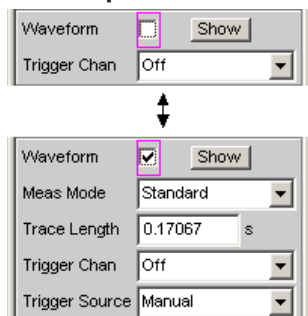 Waveform Show
Trigger Chan Off
Waveform Show
Meas Mode Standard
Trace Length 0.17067 s
Trigger Chan Off
Trigger Source Manual